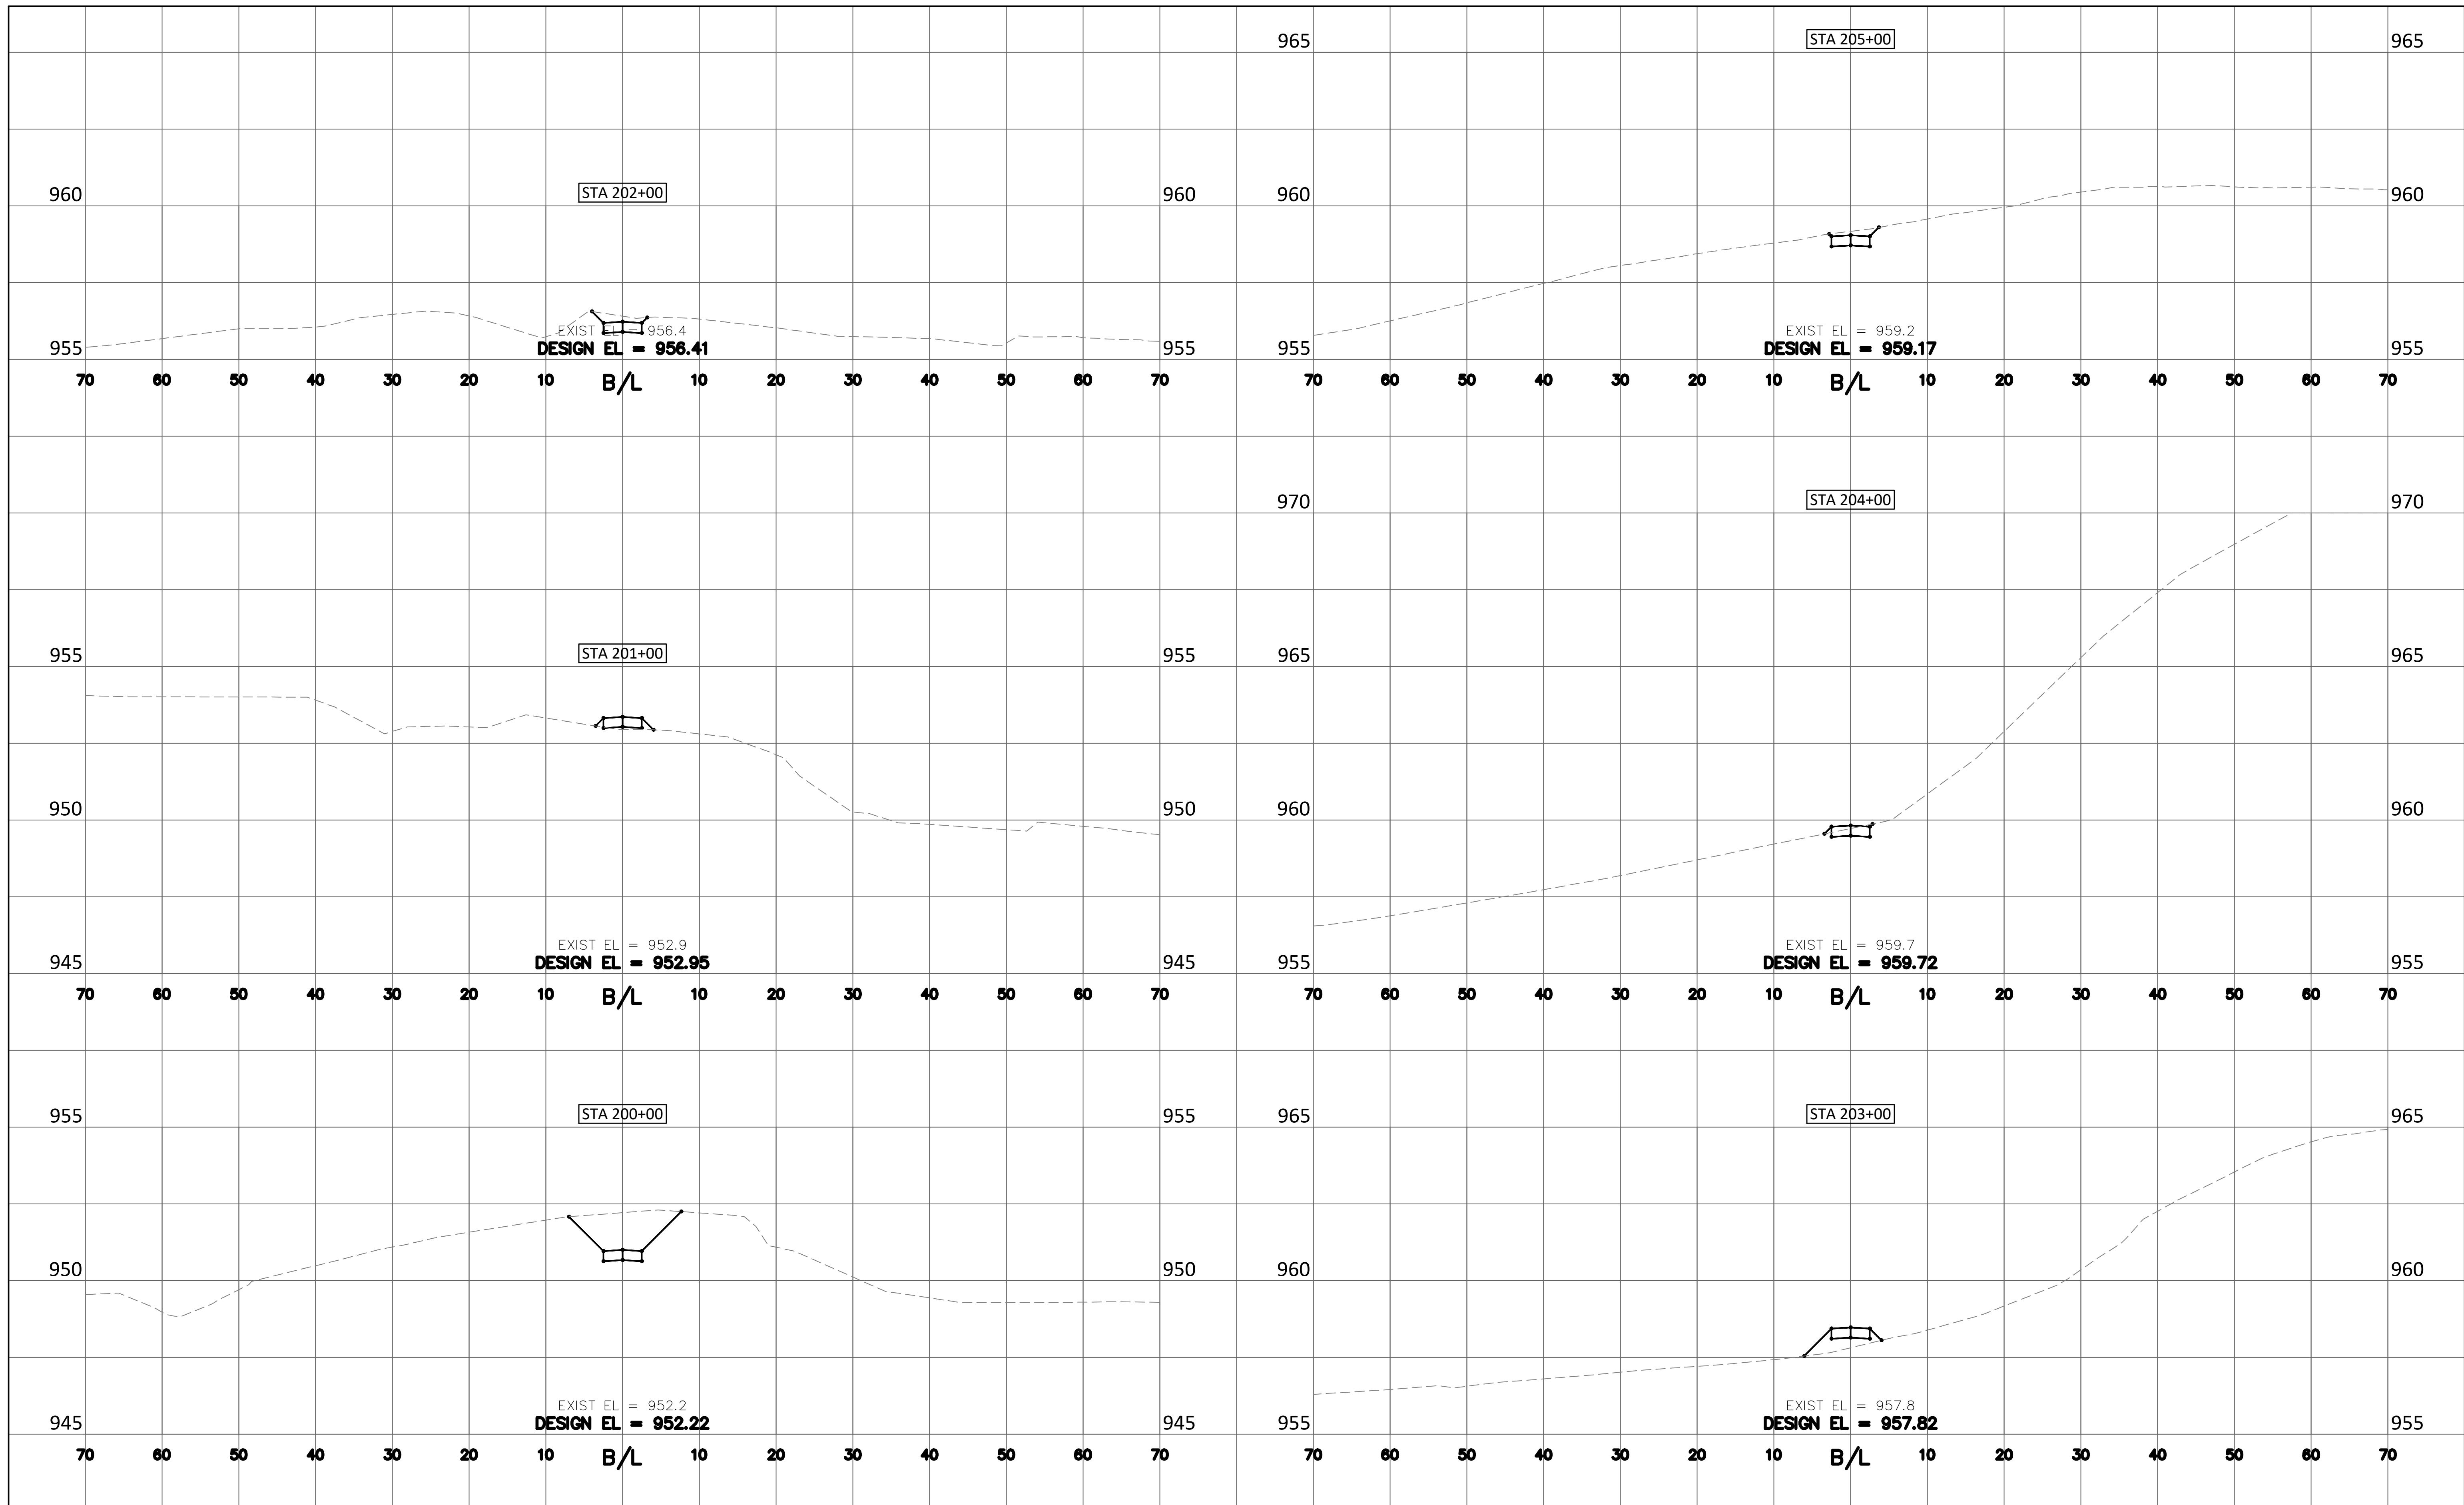 965 STA 205+00 965
960 STA 202+00 960 960 960
EXIST EL = 956.4 EXIST EL = 959.2
955 DESIGN EL = 956.41 955 955 DESIGN EL = 959.17 955
70 60 50 40 30 20 10 B/L 10 20 30 40 50 60 70 70 60 50 40 30 20 10 B/L 10 20 30 40 50 60 70
970 STA 204+00 970
955 STA 201+00 955 965 965
950 950 960 960
EXIST EL = 952.9 EXIST EL = 959.7
945 DESIGN EL = 952.95 945 955 DESIGN EL = 959.72 955
70 60 50 40 30 20 10 B/L 10 20 30 40 50 60 70 70 60 50 40 30 20 10 B/L 10 20 30 40 50 60 70
955 STA 200+00 955 965 STA 203+00 965
950 950 960 960
EXIST EL = 952.2 EXIST EL = 957.8
945 DESIGN EL = 952.22 945 955 DESIGN EL = 957.82 955
70 60 50 40 30 20 10 B/L 10 20 30 40 50 60 70 70 60 50 40 30 20 10 B/L 10 20 30 40 50 60 70